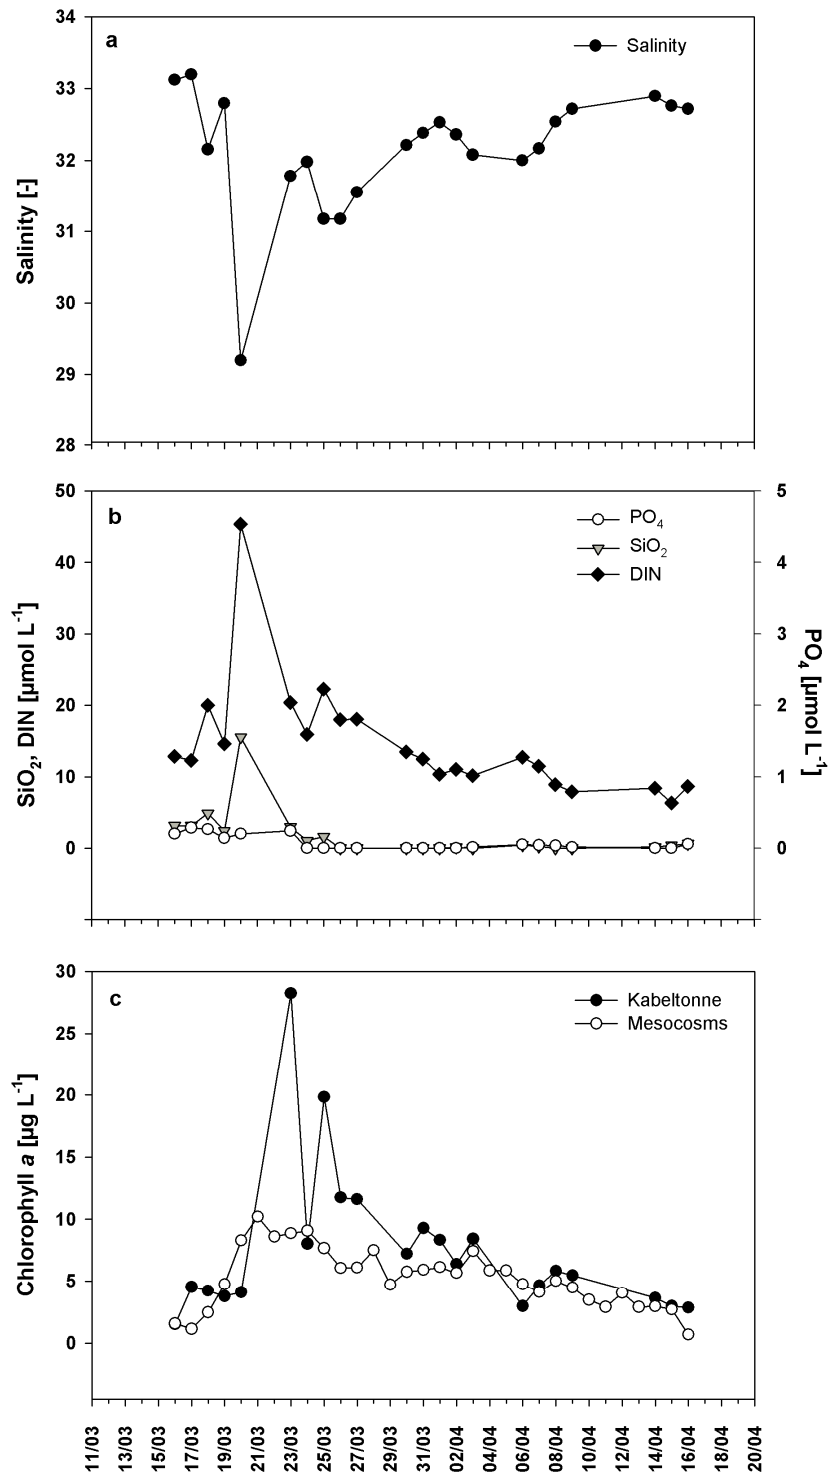 a
Salinity
34
33
32
31
30
29
28
Salinity [-]
b
PO4
SiO2
DIN
50
40
30
20
10
0
SiO2, DIN [µmol L-1]
5
4
3
2
1
0
PO4 [µmol L-1]
c
Kabeltonne
Mesocosms
30
25
20
15
10
5
0
Chlorophyll a [µg L-1]
11/03 13/03 15/03 17/03 19/03 21/03 23/03 25/03 27/03 29/03 31/03 02/04 04/04 06/04 08/04 10/04 12/04 14/04 16/04 20/04